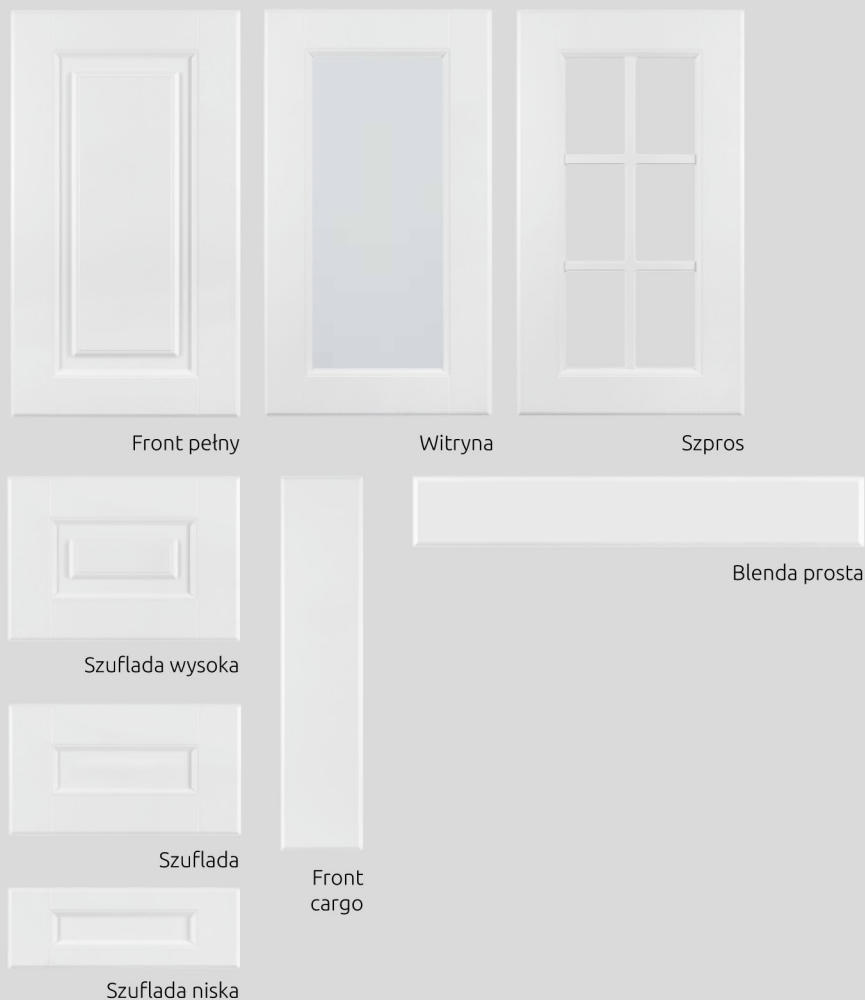 Front pełny
Witryna
Szpros
Blenda prosta
Szuflada wysoka
Szuflada
Front
cargo
Szuflada niska